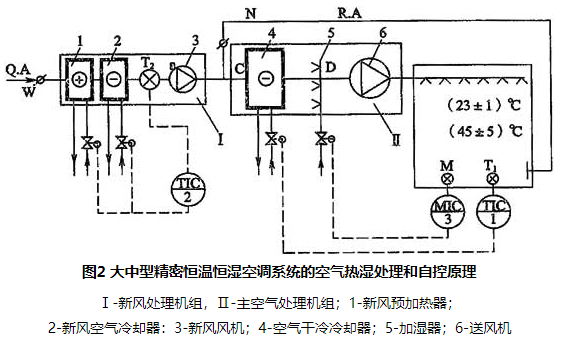 N R.A
1 2 T₂ 3 4 5 6
Q.A
W
B
C D
Ⅰ Ⅱ
(23±1)℃
(45±5)℃
M T₁
TIC 2
MIC 3
TIC 1
图2 大中型精密恒温恒湿空调系统的空气热湿处理和自控原理
Ⅰ-新风处理机组，Ⅱ-主空气处理机组；1-新风预加热器；
2-新风空气冷却器：3-新风风机；4-空气干冷冷却器；5-加湿器；6-送风机